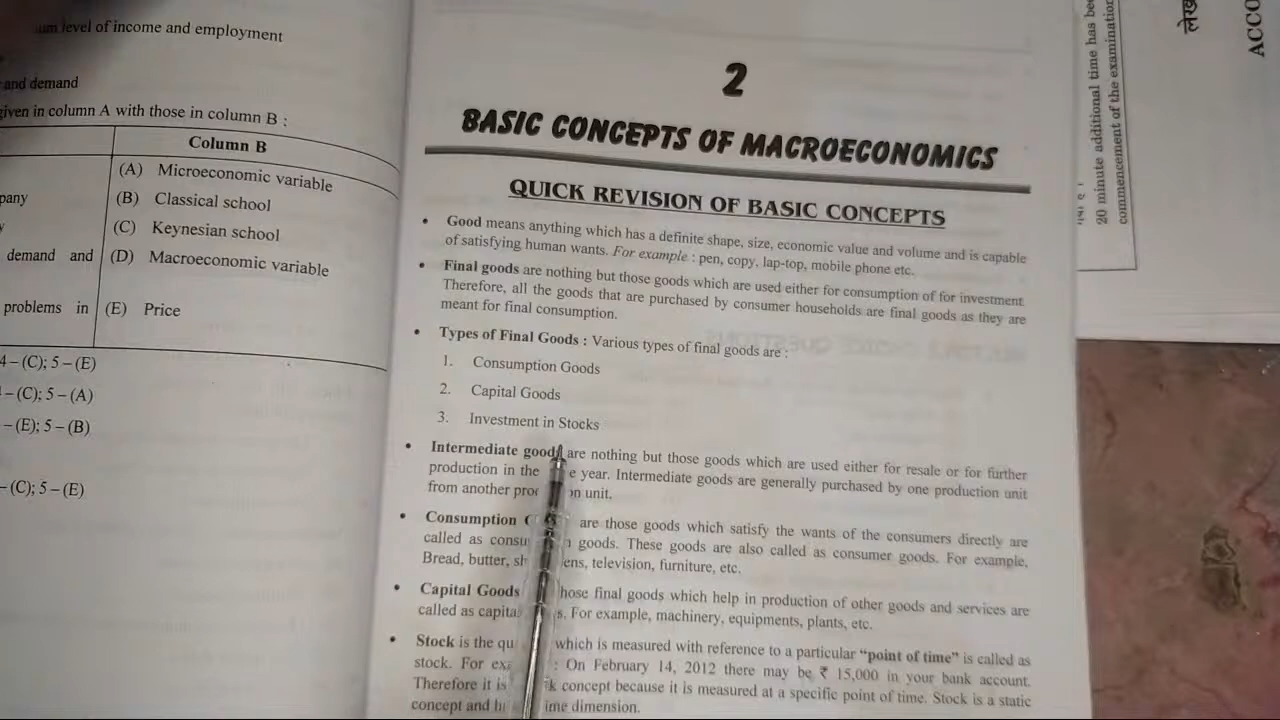 level of income and employment
and demand
given in column A with those in column B :
Column B
(A) Microeconomic variable
(B) Classical school
(C) Keynesian school
demand and (D) Macroeconomic variable
problems in (E) Price
4 – (C); 5 – (E)
– (C); 5 – (A)
– (E); 5 – (B)
– (C); 5 – (E)
2
BASIC CONCEPTS OF MACROECONOMICS
QUICK REVISION OF BASIC CONCEPTS
• Good means anything which has a definite shape, size, economic value and volume and is capable
of satisfying human wants. For example : pen, copy, lap-top, mobile phone etc.
• Final goods are nothing but those goods which are used either for consumption of for investment.
Therefore, all the goods that are purchased by consumer households are final goods as they are
meant for final consumption.
• Types of Final Goods : Various types of final goods are :
1. Consumption Goods
2. Capital Goods
3. Investment in Stocks
• Intermediate goods are nothing but those goods which are used either for resale or for further
production in the year. Intermediate goods are generally purchased by one production unit
from another unit.
• Consumption are those goods which satisfy the wants of the consumers directly are
called as goods. These goods are also called as consumer goods. For example,
Bread, butter, television, furniture, etc.
• Capital Goods those final goods which help in production of other goods and services are
called as For example, machinery, equipments, plants, etc.
• Stock is the which is measured with reference to a particular “point of time” is called as
stock. For : On February 14, 2012 there may be ₹ 15,000 in your bank account.
Therefore it is concept because it is measured at a specific point of time. Stock is a static
concept and dimension.
20 minute additional time has
commencement of the examination
लेख
ACCO